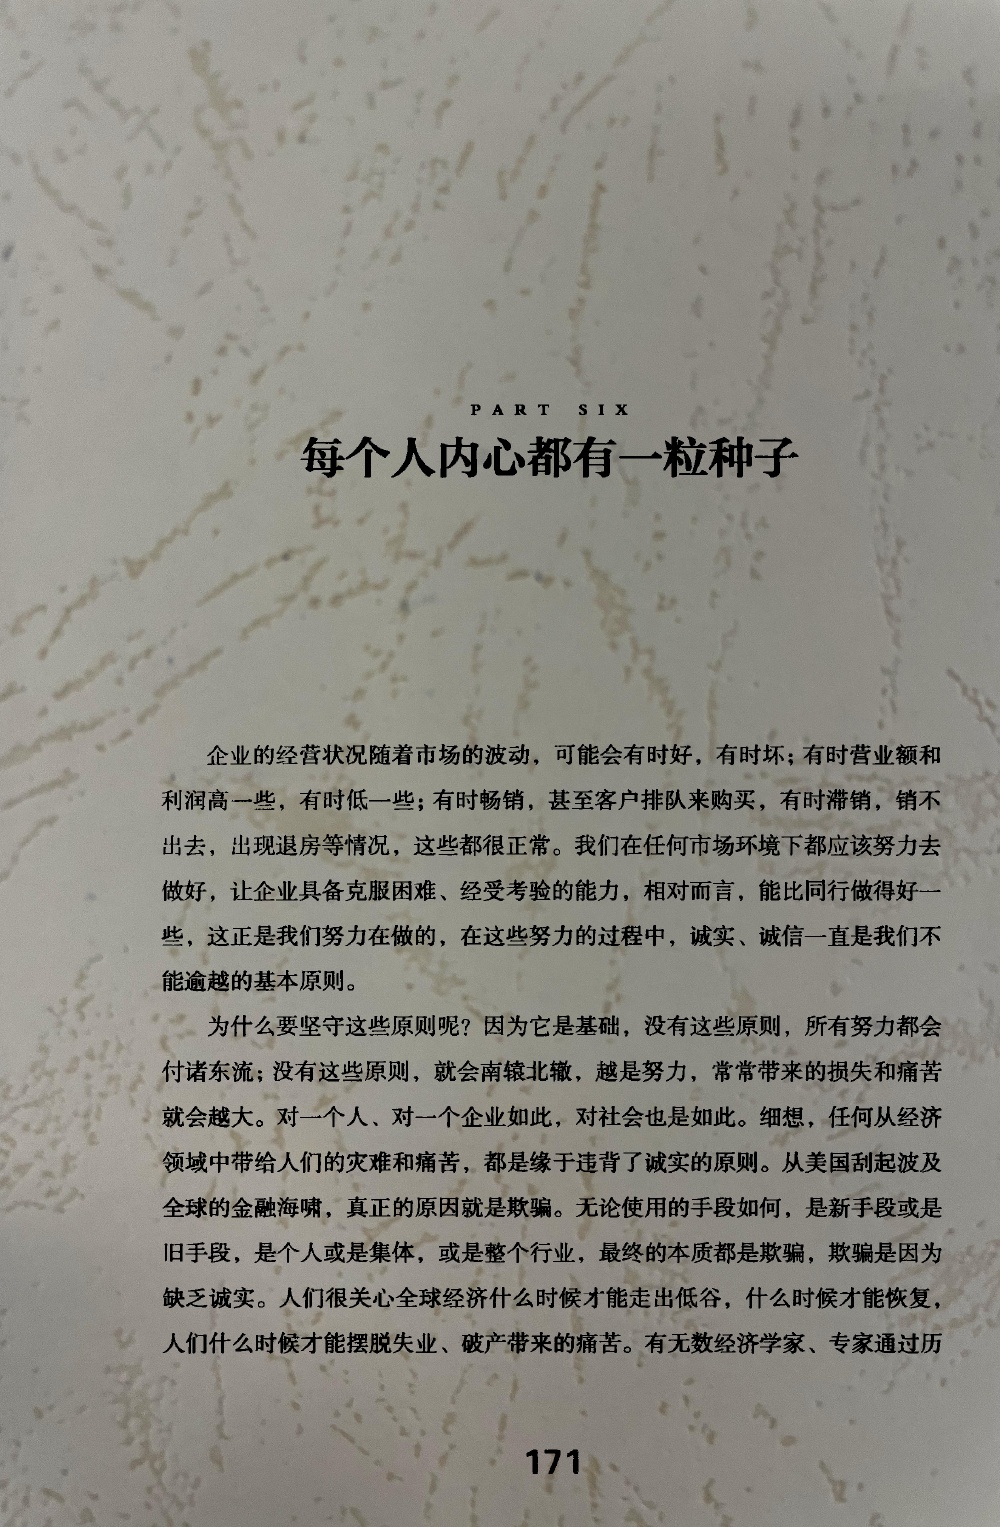 PART SIX
每个人内心都有一粒种子
企业的经营状况随着市场的波动，可能会有时好，有时坏；有时营业额和
利润高一些，有时低一些；有时畅销，甚至客户排队来购买，有时滞销，销不
出去，出现退房等情况，这些都很正常。我们在任何市场环境下都应该努力去
做好，让企业具备克服困难、经受考验的能力，相对而言，能比同行做得好一
些，这正是我们努力在做的，在这些努力的过程中，诚实、诚信一直是我们不
能逾越的基本原则。
为什么要坚守这些原则呢？因为它是基础，没有这些原则，所有努力都会
付诸东流；没有这些原则，就会南辕北辙，越是努力，常常带来的损失和痛苦
就会越大。对一个人、对一个企业如此，对社会也是如此。细想，任何从经济
领域中带给人们的灾难和痛苦，都是缘于违背了诚实的原则。从美国刮起波及
全球的金融海啸，真正的原因就是欺骗。无论使用的手段如何，是新手段或是
旧手段，是个人或是集体，或是整个行业，最终的本质都是欺骗，欺骗是因为
缺乏诚实。人们很关心全球经济什么时候才能走出低谷，什么时候才能恢复，
人们什么时候才能摆脱失业、破产带来的痛苦。有无数经济学家、专家通过历
171